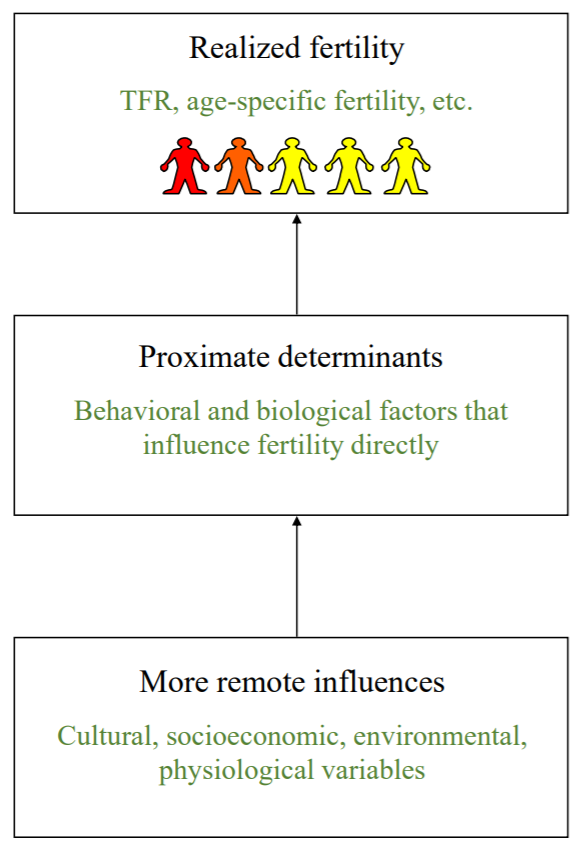 Realized fertility
TFR, age-specific fertility, etc.
Proximate determinants
Behavioral and biological factors that
influence fertility directly
More remote influences
Cultural, socioeconomic, environmental,
physiological variables